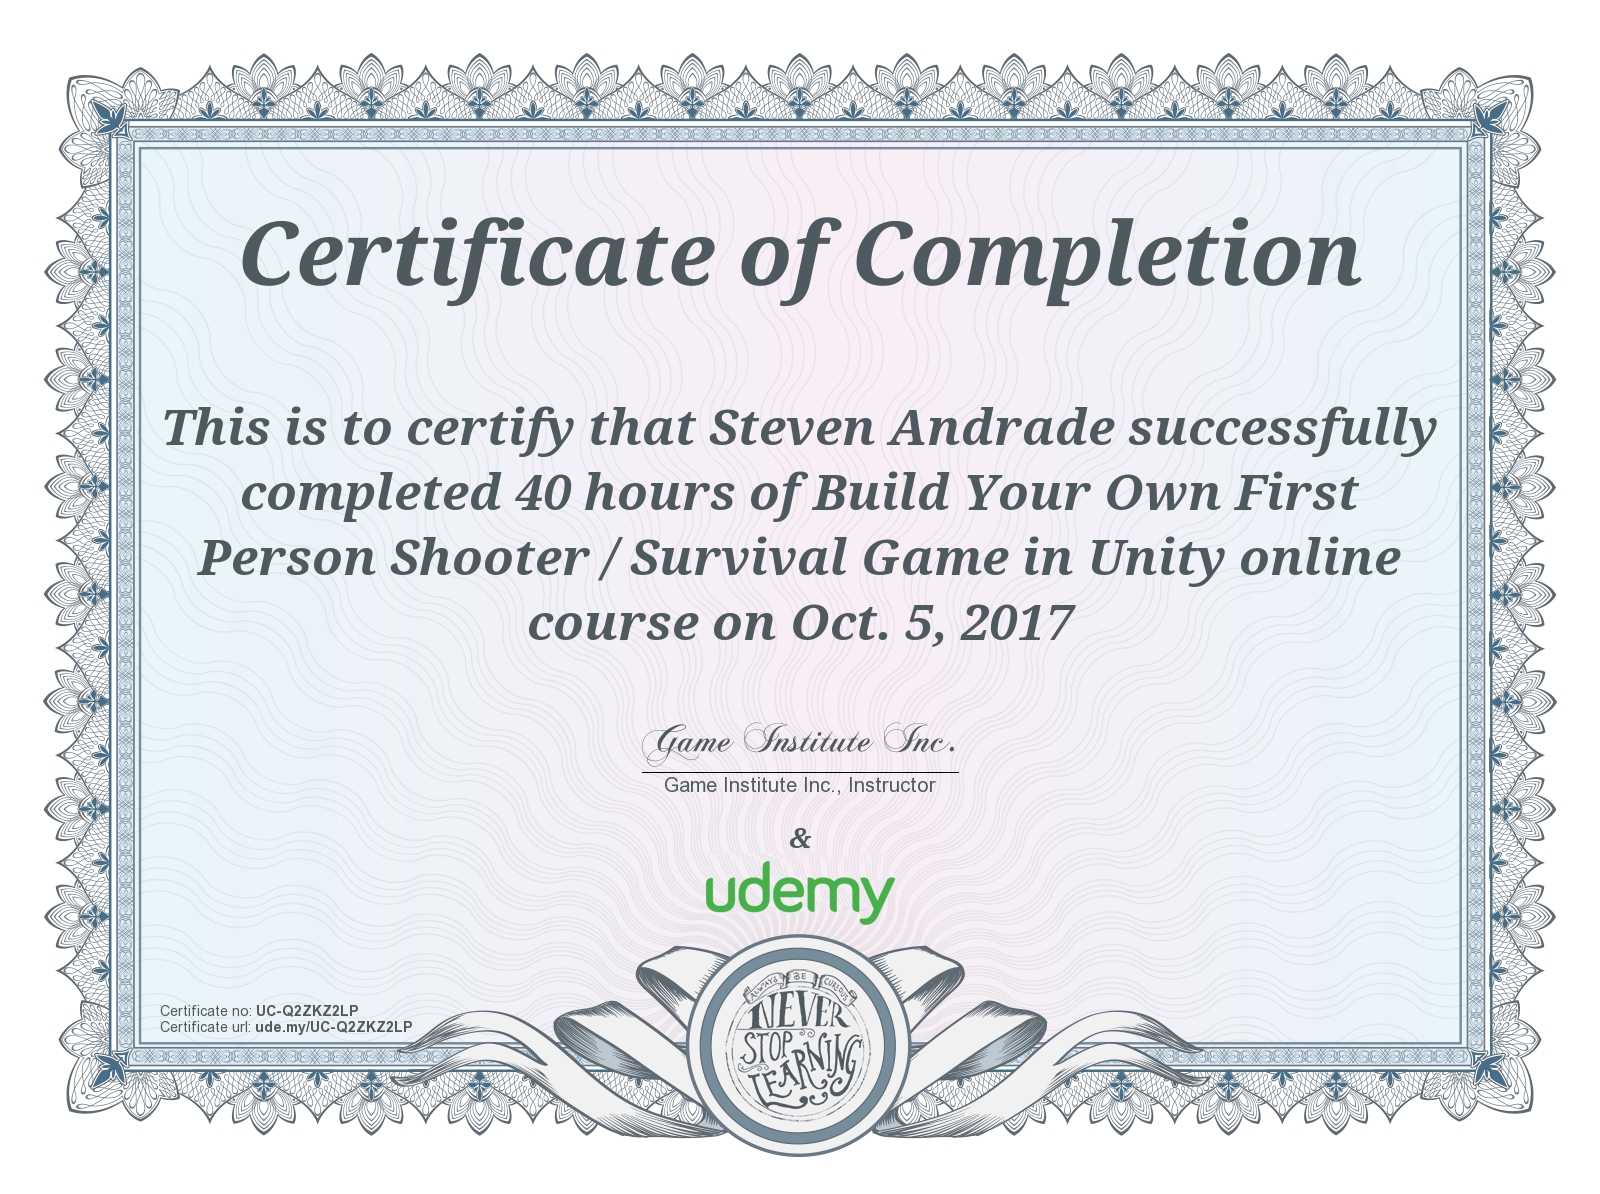 Certificate of Completion
This is to certify that Steven Andrade successfully
completed 40 hours of Build Your Own First
Person Shooter / Survival Game in Unity online
course on Oct. 5, 2017
Game Institute Inc.
Game Institute Inc., Instructor
&
udemy
Certificate no: UC-Q2ZKZ2LP
Certificate url: ude.my/UC-Q2ZKZ2LP
ALWAYS BE CURIOUS
NEVER
STOP
LEARNING